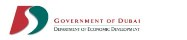 GOVERNMENT OF DUBAI
DEPARTMENT OF ECONOMIC DEVELOPMENT